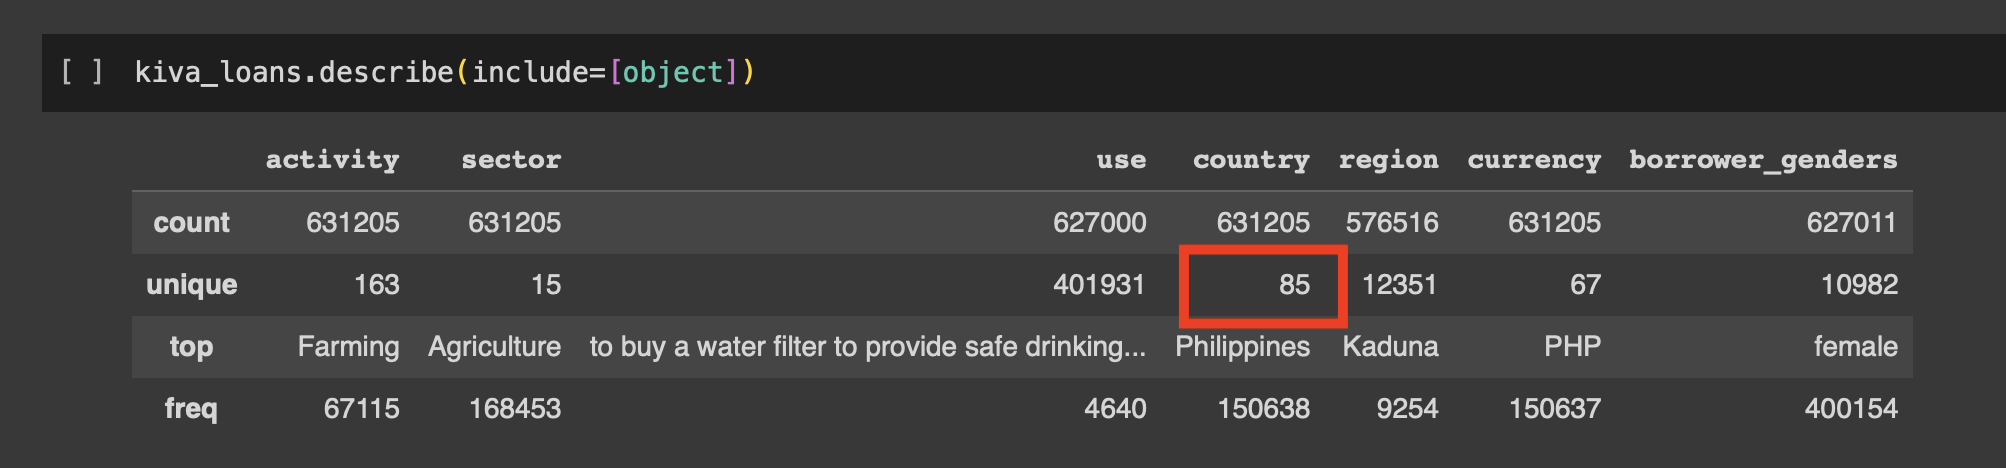 [ ] kiva_loans.describe(include=[object])
activity sector use country region currency borrower_genders
count 631205 631205 627000 631205 576516 631205 627011
unique 163 15 401931 85 12351 67 10982
top Farming Agriculture to buy a water filter to provide safe drinking... Philippines Kaduna PHP female
freq 67115 168453 4640 150638 9254 150637 400154